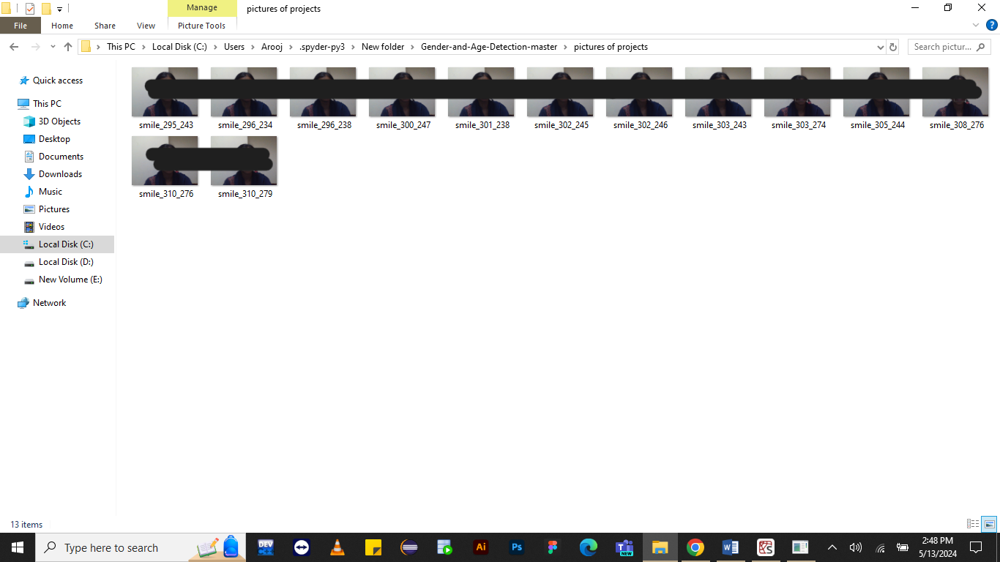 Manage
pictures of projects
File
Home
Share
View
Picture Tools
?
This PC
Local Disk (C:)
Users
Arooj
.spyder-py3
New folder
Gender-and-Age-Detection-master
pictures of projects
Search pictur...
Quick access
This PC
3D Objects
Desktop
Documents
Downloads
Music
Pictures
Videos
Local Disk (C:)
Local Disk (D:)
New Volume (E:)
Network
smile_295_243
smile_296_234
smile_296_238
smile_300_247
smile_301_238
smile_302_245
smile_302_246
smile_303_243
smile_303_274
smile_305_244
smile_308_276
smile_310_276
smile_310_279
13 items
Type here to search
DEV
Ai
Ps
NEW
W
2:48 PM
5/13/2024